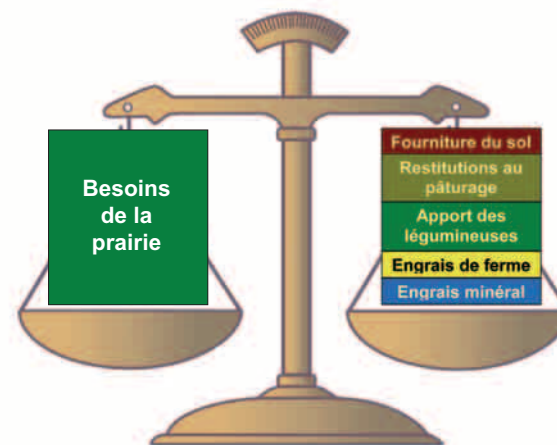 Besoins
de la
prairie
Fourniture du sol
Restitutions au
pâturage
Apport des
légumineuses
Engrais de ferme
Engrais minéral